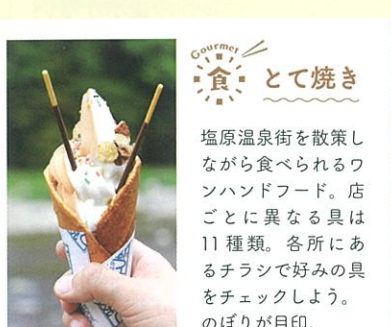 Gourmet
食 とて焼き
塩原温泉街を散策し
ながら食べられるワ
ンハンドフード。店
ごとに異なる具は
11種類。各所にあ
るチラシで好みの具
をチェックしよう。
のぼりが目印。